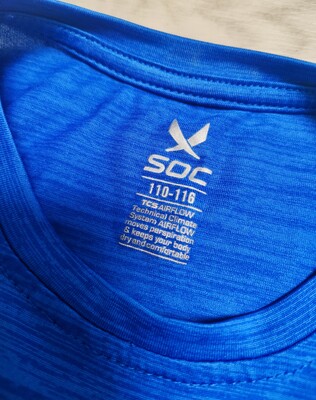 SOC
110-116
TCS AIRFLOW
Technical Climate
System AIRFLOW
moves perspiration
& keeps your body
dry and comfortable